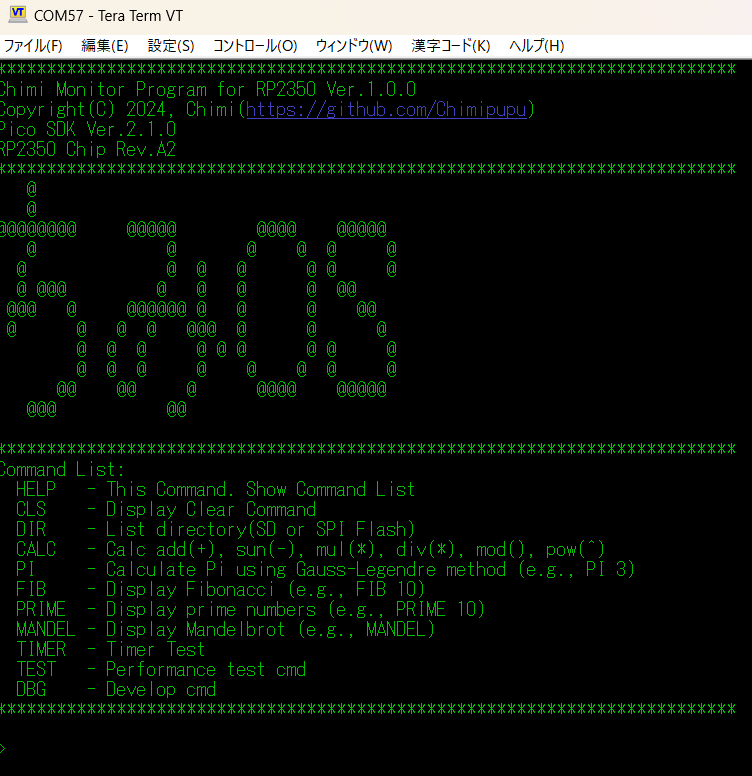 COM57 - Tera Term VT
ファイル(F) 編集(E) 設定(S) コントロール(O) ウィンドウ(W) 漢字コード(K) ヘルプ(H)
**************************************************************************
Chimi Monitor Program for RP2350 Ver.1.0.0
Copyright(C) 2024, Chimi(https://github.com/Chimipupu)
Pico SDK Ver.2.1.0
RP2350 Chip Rev.A2
**************************************************************************
ちみOS
**************************************************************************
Command List:
HELP - This Command. Show Command List
CLS - Display Clear Command
DIR - List directory(SD or SPI Flash)
CALC - Calc add(+), sun(-), mul(*), div(*), mod(), pow(^)
PI - Calculate Pi using Gauss-Legendre method (e.g., PI 3)
FIB - Display Fibonacci (e.g., FIB 10)
PRIME - Display prime numbers (e.g., PRIME 10)
MANDEL - Display Mandelbrot (e.g., MANDEL)
TIMER - Timer Test
TEST - Performance test cmd
DBG - Develop cmd
**************************************************************************
>